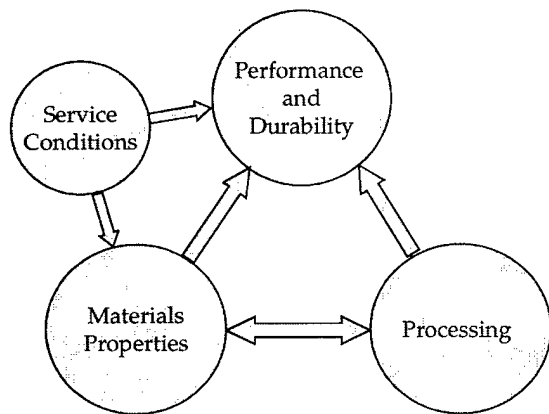 Performance
and
Durability
Service
Conditions
Materials
Properties
Processing